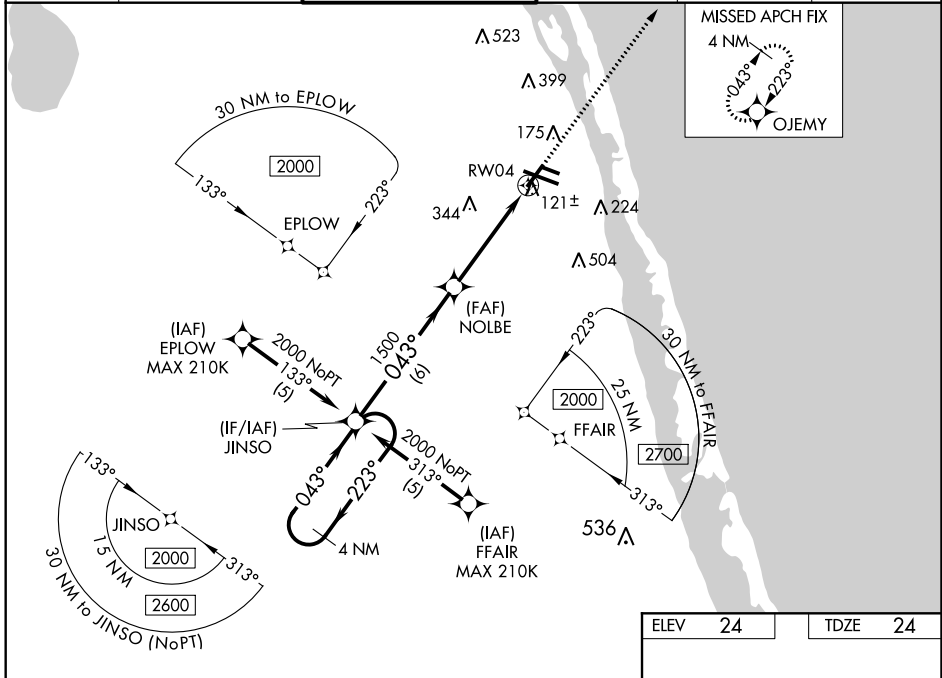 MISSED APCH FIX
4 NM
043°
223°
OJEMY
523
399
175
RW04
121±
344
224
504
30 NM to EPLOW
2000
133°
223°
EPLOW
(FAF)
NOLBE
(IAF)
EPLOW
MAX 210K
2000 NoPT
133°
(5)
1500
043°
(6)
(IF/IAF)
JINSO
2000 NoPT
313°
(5)
043°
223°
4 NM
(IAF)
FFAIR
MAX 210K
223°
30 NM to FFAIR
25 NM
2000
FFAIR
2700
313°
536
133°
JINSO
15 NM
2000
313°
2600
30 NM to JINSO (NoPT)
ELEV 24
TDZE 24